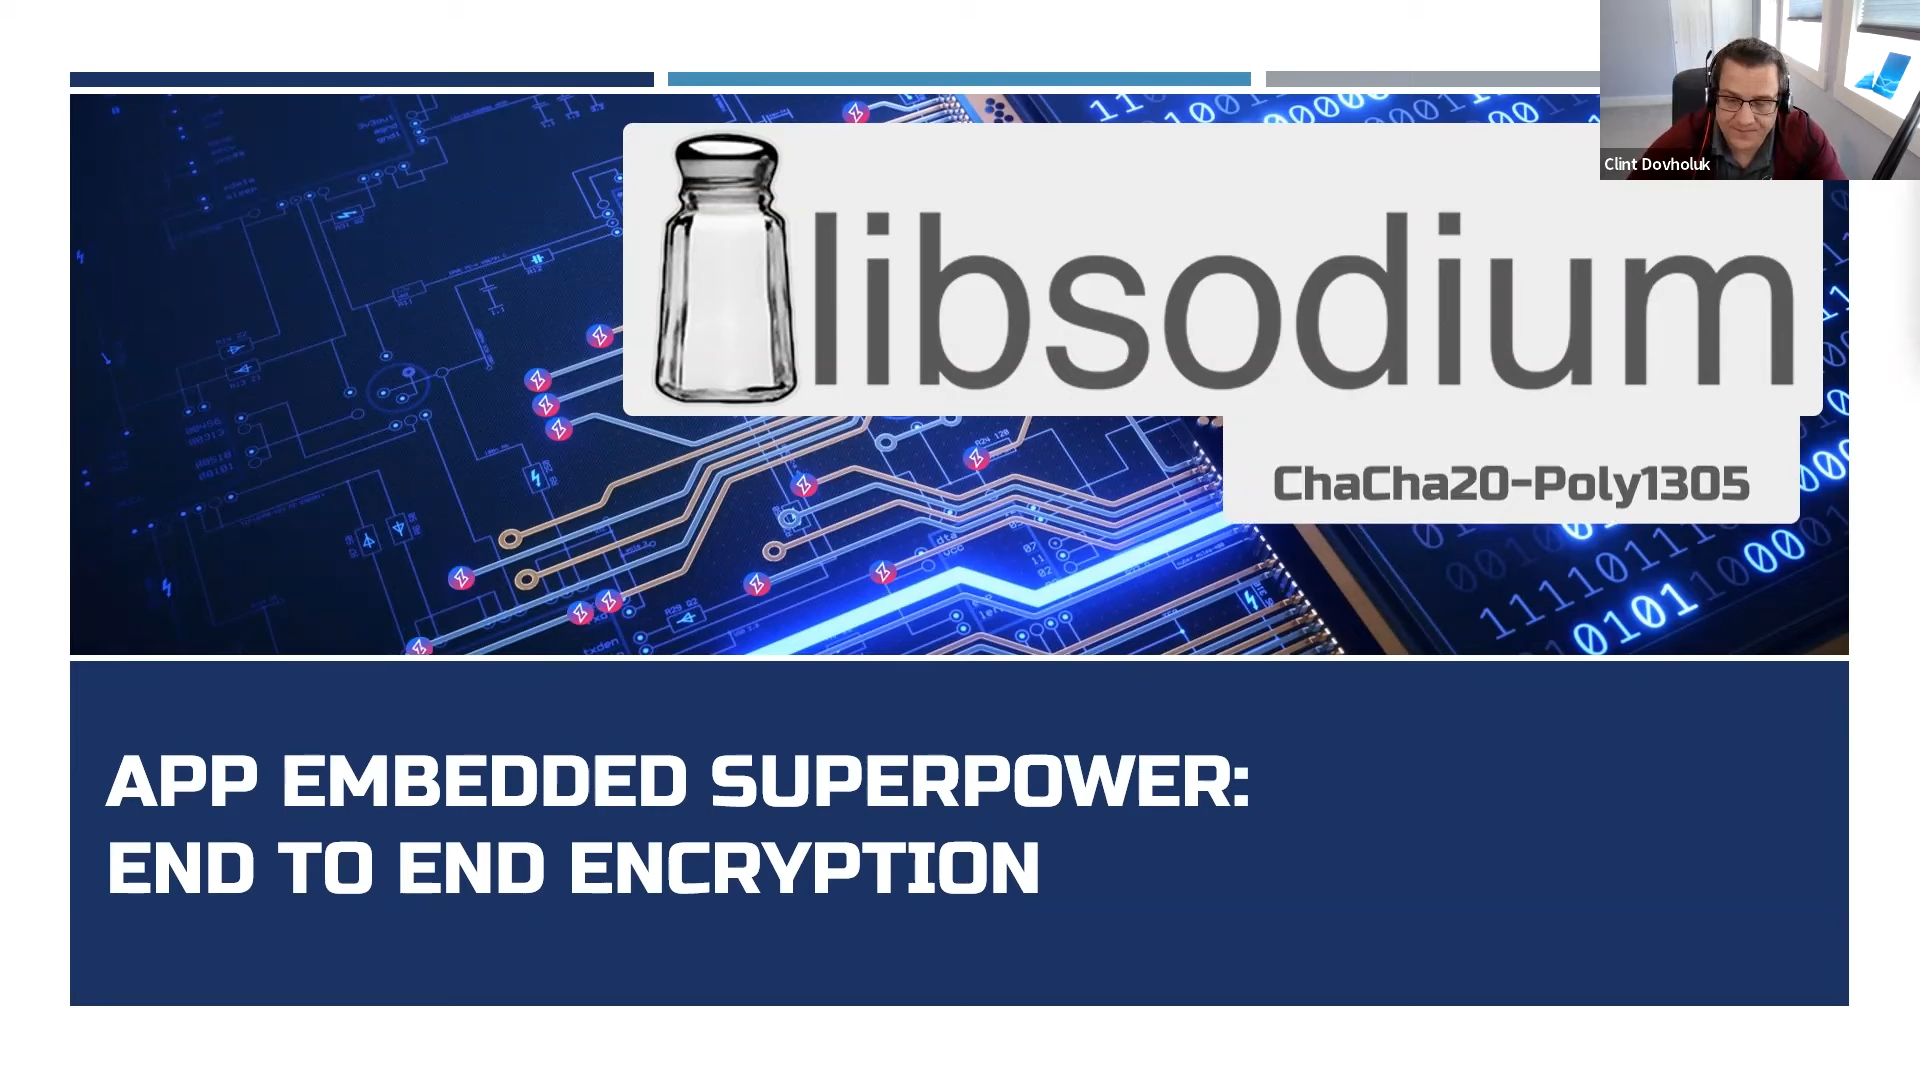 Clint Dovholuk
libsodium
ChaCha20-Poly1305
APP EMBEDDED SUPERPOWER:
END TO END ENCRYPTION